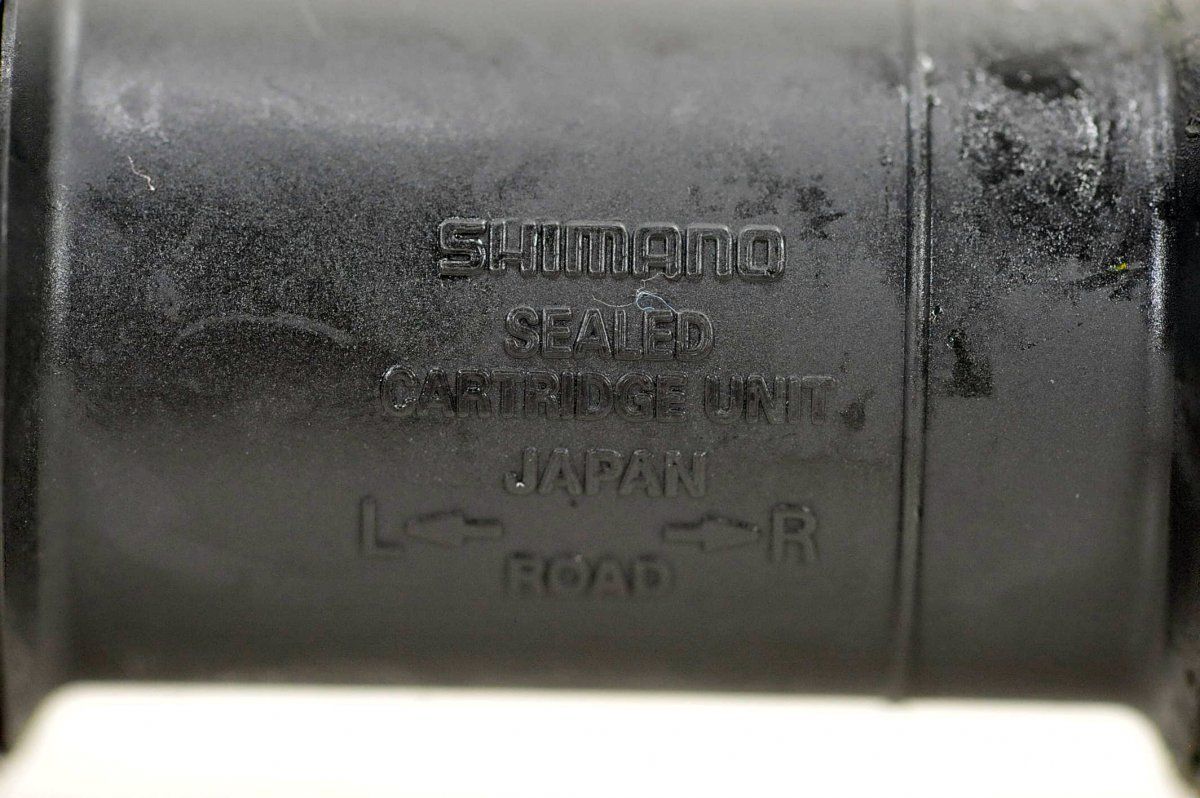 SHIMANO
SEALED
CARTRIDGE UNIT
JAPAN
L R
ROAD